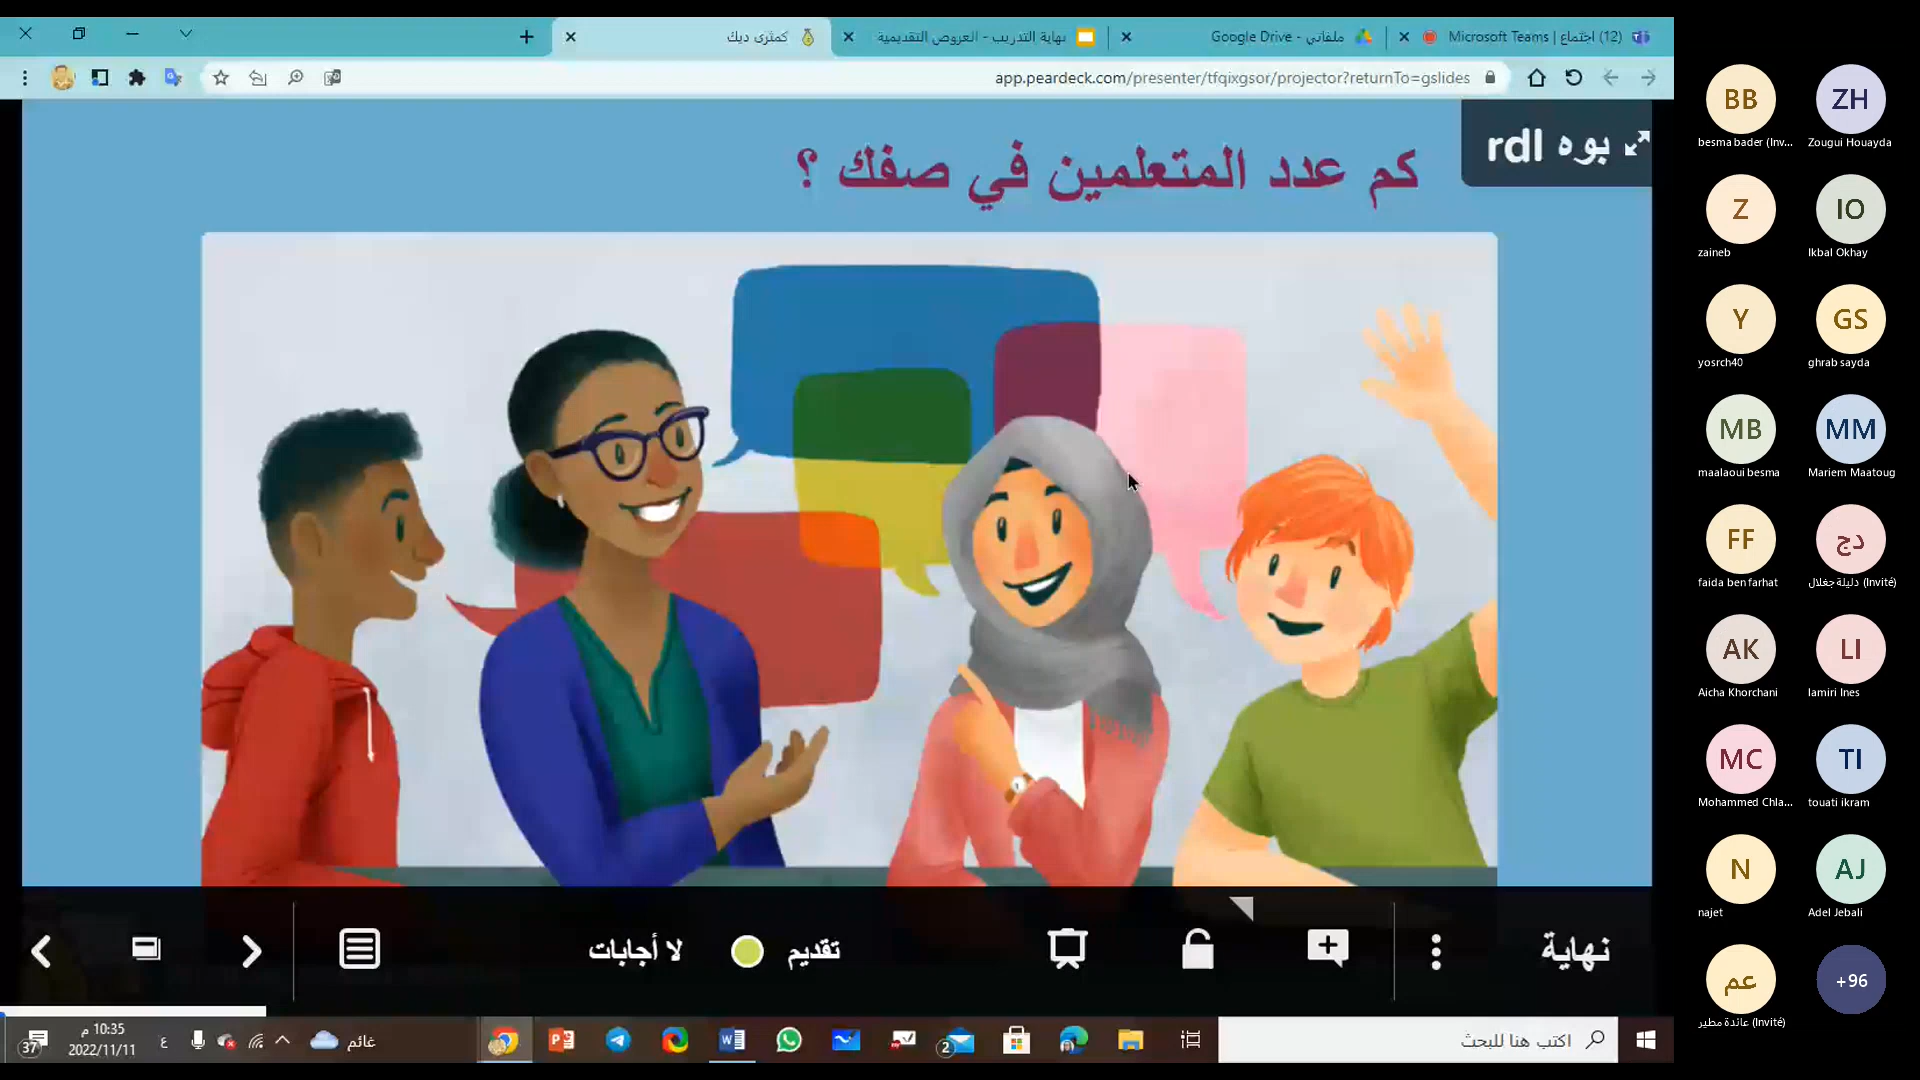 (12) اجتماع | Microsoft Teams
ملفاتي - Google Drive
نهاية التدريب - العروض التقديمية
كمثرى ديك
app.peardeck.com/presenter/tfqixgsor/projector?returnTo=gslides
كم عدد المتعلمين في صفك ؟
بوه rdl
نهاية
تقديم
لا أجابات
اكتب هنا للبحث
2
غائم
ع
10:35 م
2022/11/11
37
BB
besma bader (Inv...
ZH
Zougui Houayda
Z
zaineb
IO
Ikbal Okhay
Y
yosrch40
GS
ghrab sayda
MB
maalaoui besma
MM
Mariem Maatoug
FF
faida ben farhat
دج
دليلة جغلال (Invité)
AK
Aicha Khorchani
LI
lamiri Ines
MC
Mohammed Chla...
TI
touati ikram
N
najet
AJ
Adel Jebali
عم
عائدة مطير (Invité)
+96